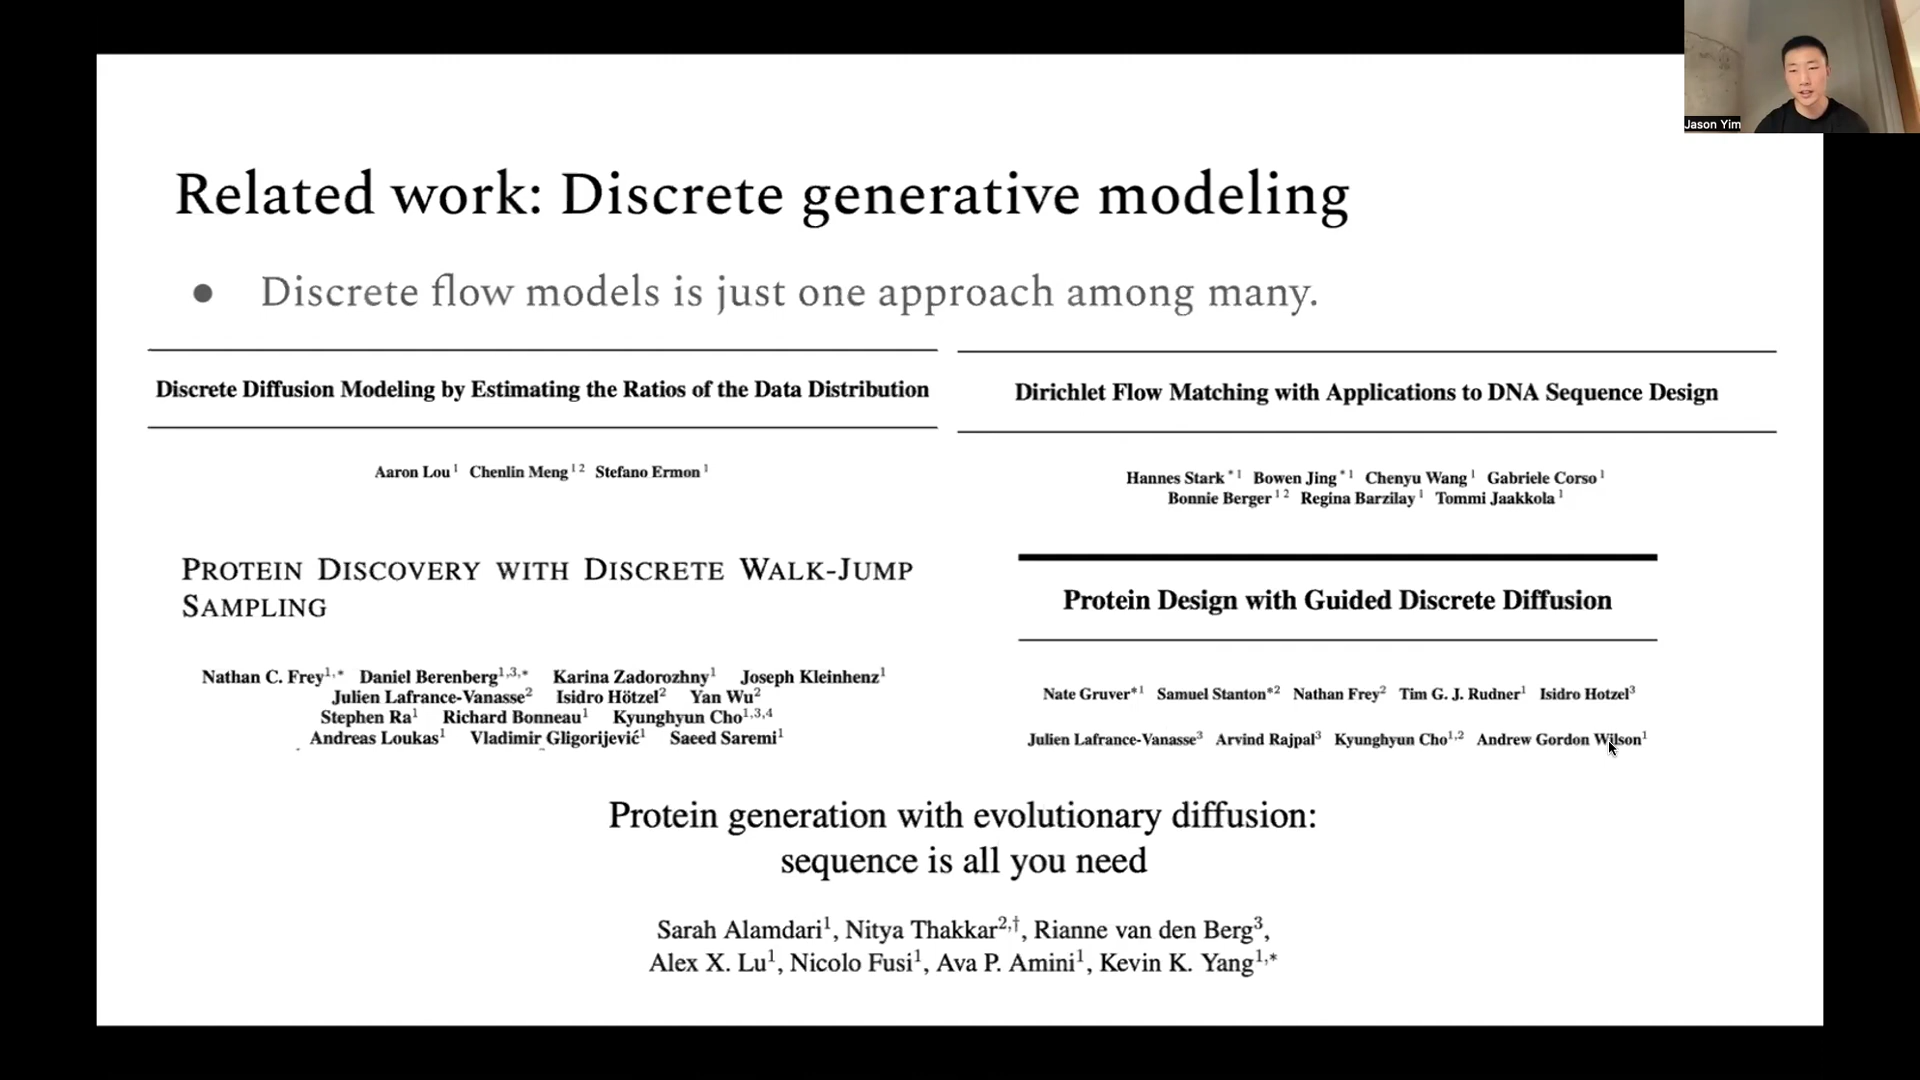 Jason Yim
Related work: Discrete generative modeling
● Discrete flow models is just one approach among many.
Discrete Diffusion Modeling by Estimating the Ratios of the Data Distribution
Aaron Lou 1 Chenlin Meng 1 2 Stefano Ermon 1
Dirichlet Flow Matching with Applications to DNA Sequence Design
Hannes Stark * 1 Bowen Jing * 1 Chenyu Wang 1 Gabriele Corso 1
Bonnie Berger 1 2 Regina Barzilay 1 Tommi Jaakkola 1
PROTEIN DISCOVERY WITH DISCRETE WALK-JUMP
SAMPLING
Nathan C. Frey1,* Daniel Berenberg1,3,* Karina Zadorozhny1 Joseph Kleinhenz1
Julien Lafrance-Vanasse2 Isidro Hötzel2 Yan Wu2
Stephen Ra1 Richard Bonneau1 Kyunghyun Cho1,3,4
Andreas Loukas1 Vladimir Gligorijević1 Saeed Saremi1
Protein Design with Guided Discrete Diffusion
Nate Gruver*1 Samuel Stanton*2 Nathan Frey2 Tim G. J. Rudner1 Isidro Hotzel3
Julien Lafrance-Vanasse3 Arvind Rajpal3 Kyunghyun Cho1,2 Andrew Gordon Wilson1
Protein generation with evolutionary diffusion:
sequence is all you need
Sarah Alamdari1, Nitya Thakkar2,†, Rianne van den Berg3,
Alex X. Lu1, Nicolo Fusi1, Ava P. Amini1, Kevin K. Yang1,*